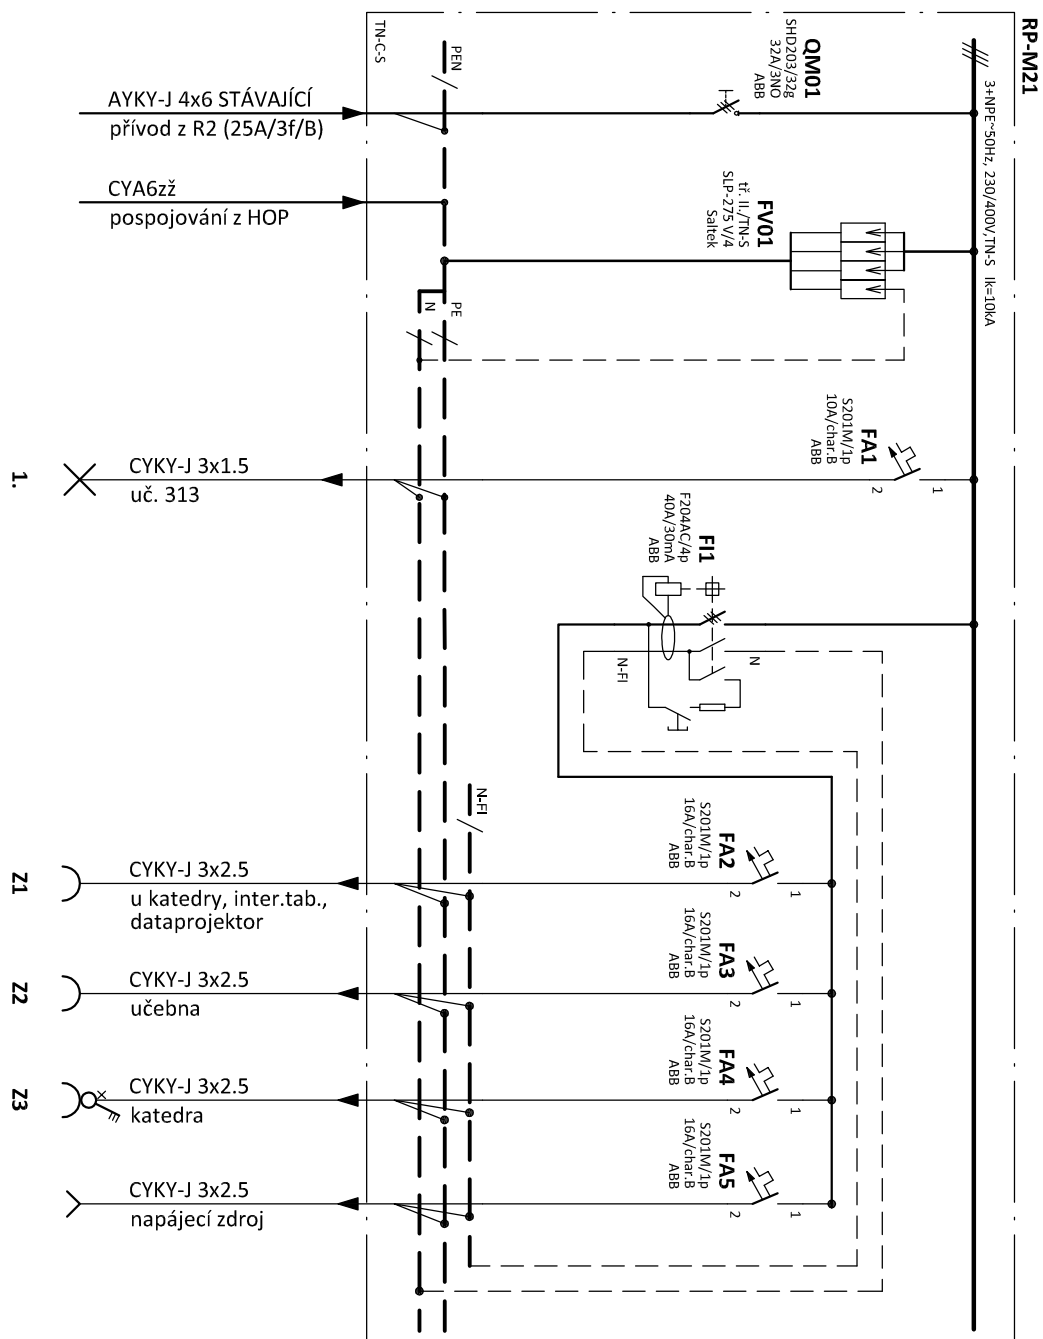 RP-M21
3+NPE~50Hz, 230/400V,TN-S Ik=10kA
TN-C-S
PEN
QM01
SHD203/32g
32A/3NO
ABB
AYKY-J 4x6 STÁVAJÍCÍ
přívod z R2 (25A/3f/B)
CYA6zž
pospojování z HOP
FV01
tř. II./TN-S
SLP-275 V/4
Saltek
N
PE
FA1
S201M/1p
10A/char.B
ABB
1
2
CYKY-J 3x1.5
uč. 313
1.
FI1
F204AC/4p
40A/30mA
ABB
N
N-FI
N-FI
FA2
S201M/1p
16A/char.B
ABB
1
2
CYKY-J 3x2.5
u katedry, inter.tab.,
dataprojektor
Z1
FA3
S201M/1p
16A/char.B
ABB
1
2
CYKY-J 3x2.5
učebna
Z2
FA4
S201M/1p
16A/char.B
ABB
1
2
CYKY-J 3x2.5
katedra
Z3
FA5
S201M/1p
16A/char.B
ABB
1
2
CYKY-J 3x2.5
napájecí zdroj